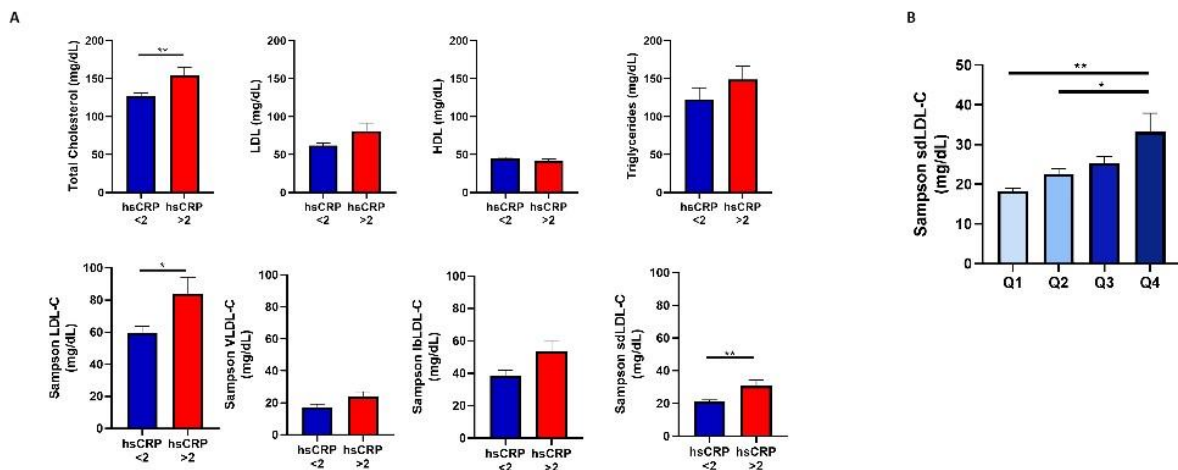 A
Total Cholesterol (mg/dL)
200
150
100
50
0
**
hsCRP
<2
hsCRP
>2
LDL (mg/dL)
200
150
100
50
0
hsCRP
<2
hsCRP
>2
HDL (mg/dL)
200
150
100
50
0
hsCRP
<2
hsCRP
>2
Triglycerides (mg/dL)
200
150
100
50
0
hsCRP
<2
hsCRP
>2
Sampson LDL-C
(mg/dL)
100
80
60
40
20
0
*
hsCRP
<2
hsCRP
>2
Sampson VLDL-C
(mg/dL)
100
80
60
40
20
0
hsCRP
<2
hsCRP
>2
Sampson lbLDL-C
(mg/dL)
100
80
60
40
20
0
hsCRP
<2
hsCRP
>2
Sampson sdLDL-C
(mg/dL)
100
80
60
40
20
0
**
hsCRP
<2
hsCRP
>2
B
Sampson sdLDL-C
(mg/dL)
50
40
30
20
10
0
**
*
Q1 Q2 Q3 Q4